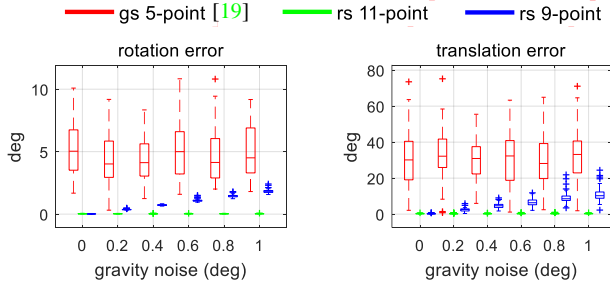 gs 5-point [19] rs 11-point rs 9-point
rotation error
10
5
0
deg
0 0.2 0.4 0.6 0.8 1
gravity noise (deg)
translation error
80
60
40
20
0
deg
0 0.2 0.4 0.6 0.8 1
gravity noise (deg)